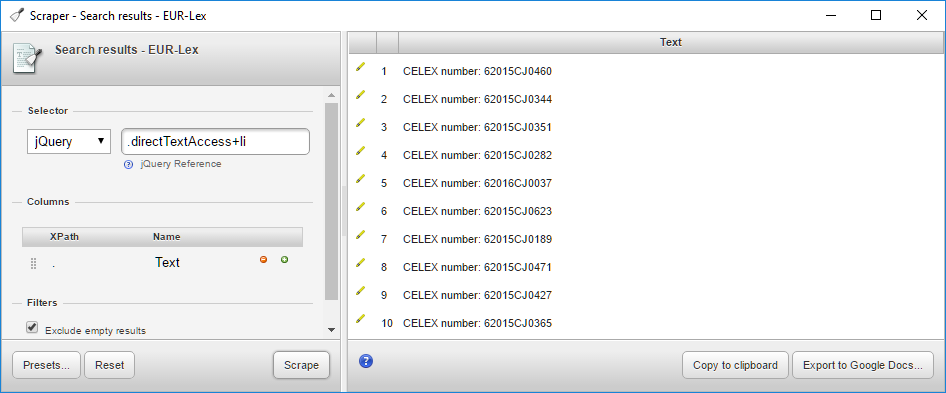 Scraper - Search results - EUR-Lex
Search results - EUR-Lex
Selector
jQuery
.directTextAccess+li
? jQuery Reference
Columns
XPath Name
. Text
Filters
Exclude empty results
Presets... Reset Scrape
Text
1 CELEX number: 62015CJ0460
2 CELEX number: 62015CJ0344
3 CELEX number: 62015CJ0351
4 CELEX number: 62015CJ0282
5 CELEX number: 62016CJ0037
6 CELEX number: 62015CJ0623
7 CELEX number: 62015CJ0189
8 CELEX number: 62015CJ0471
9 CELEX number: 62015CJ0427
10 CELEX number: 62015CJ0365
? Copy to clipboard Export to Google Docs...